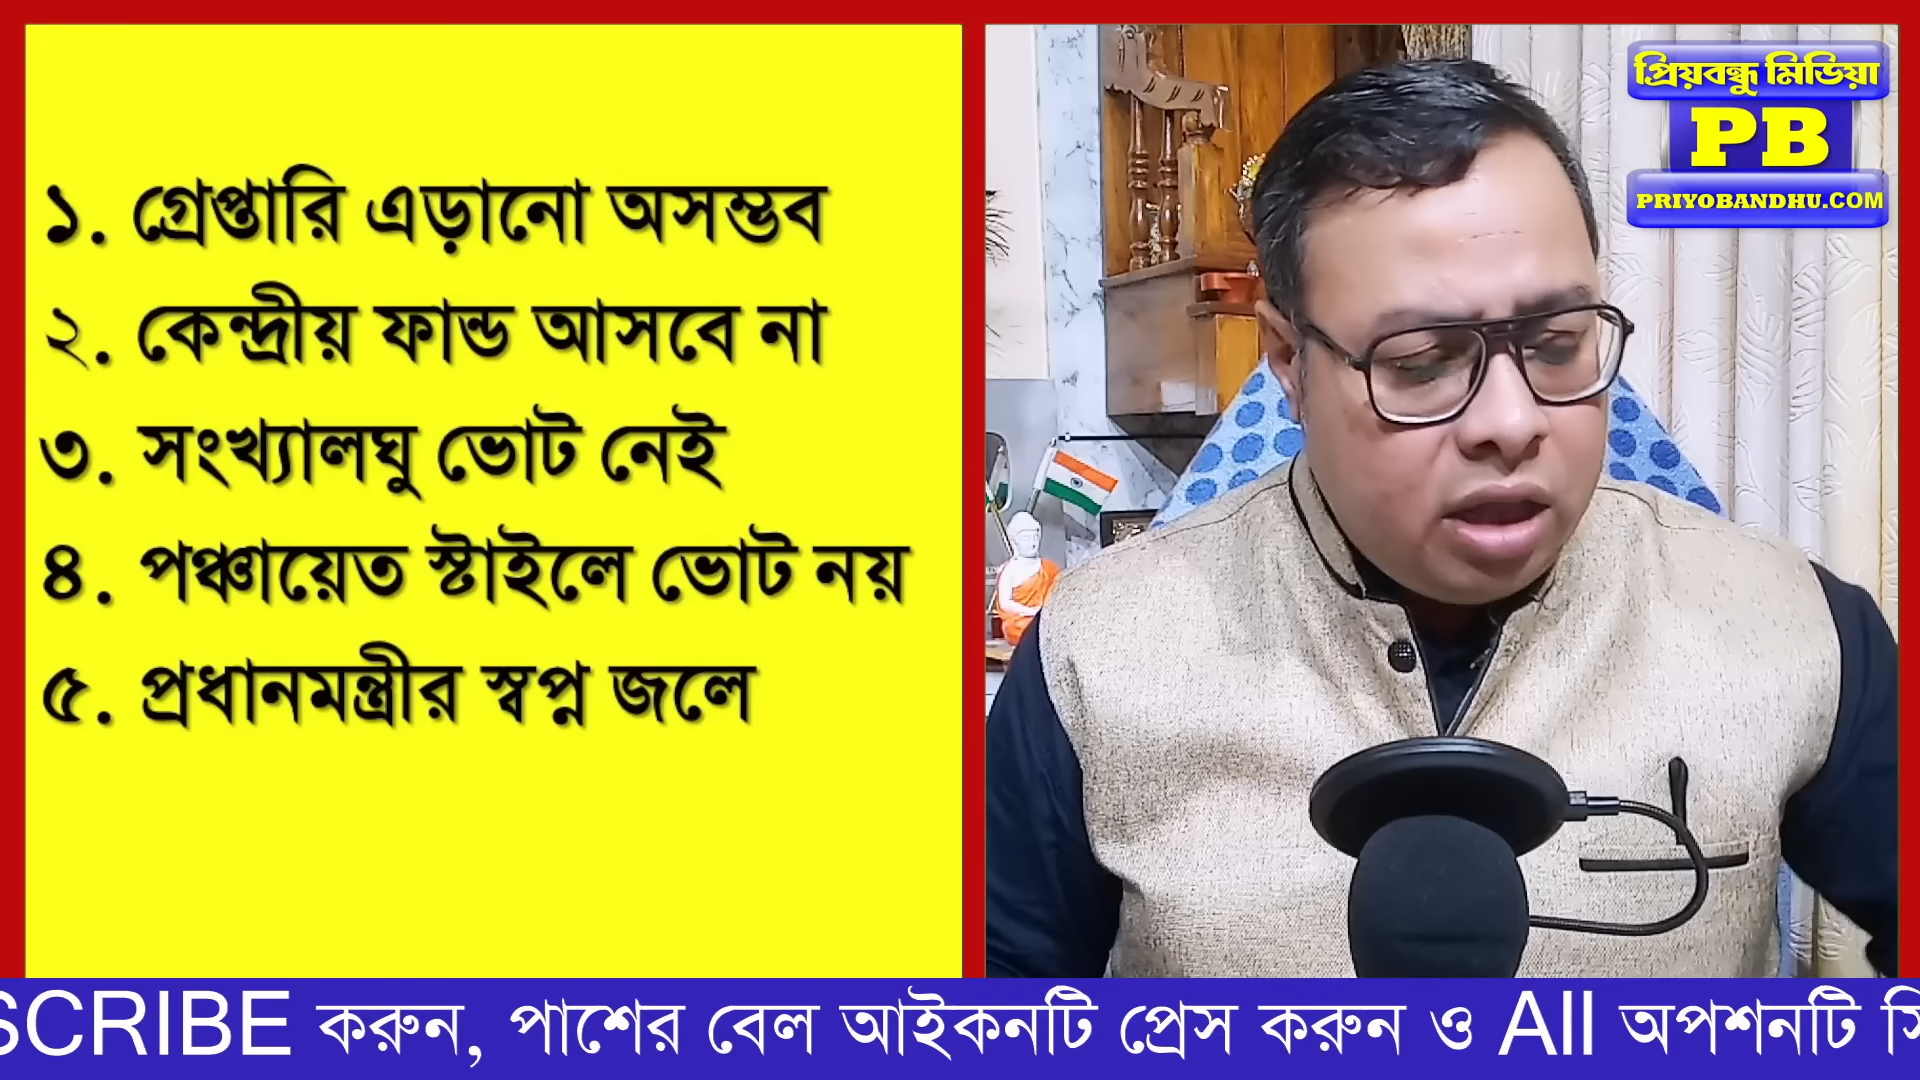 ১. গ্রেপ্তারি এড়ানো অসম্ভব
২. কেন্দ্রীয় ফান্ড আসবে না
৩. সংখ্যালঘু ভোট নেই
৪. পঞ্চায়েত স্টাইলে ভোট নয়
৫. প্রধানমন্ত্রীর স্বপ্ন জলে
প্রিয়বন্ধু মিডিয়া
PB
PRIYOBANDHU.COM
SCRIBE করুন, পাশের বেল আইকনটি প্রেস করুন ও All অপশনটি সি